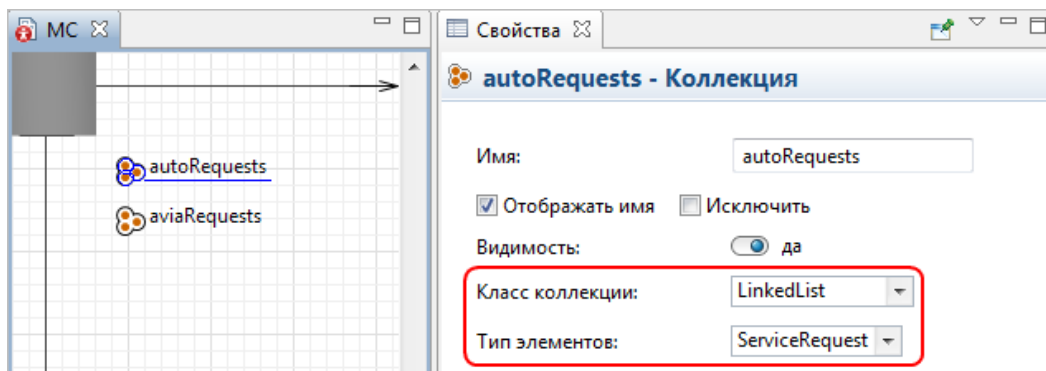 MC
Свойства
autoRequests - Коллекция
autoRequests
aviaRequests
Имя: autoRequests
Отображать имя Исключить
Видимость: да
Класс коллекции: LinkedList
Тип элементов: ServiceRequest